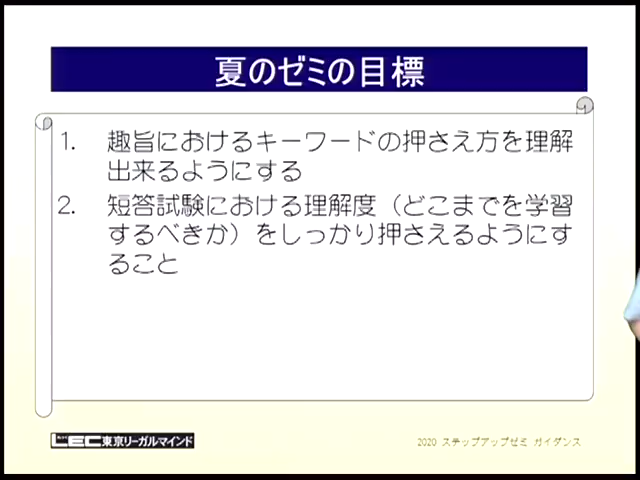 夏のゼミの目標
1. 趣旨におけるキーワードの押さえ方を理解
出来るようにする
2. 短答試験における理解度（どこまでを学習
するべきか）をしっかり押さえるようにす
ること
LEC東京リーガルマインド
2020 ステップアップゼミ ガイダンス